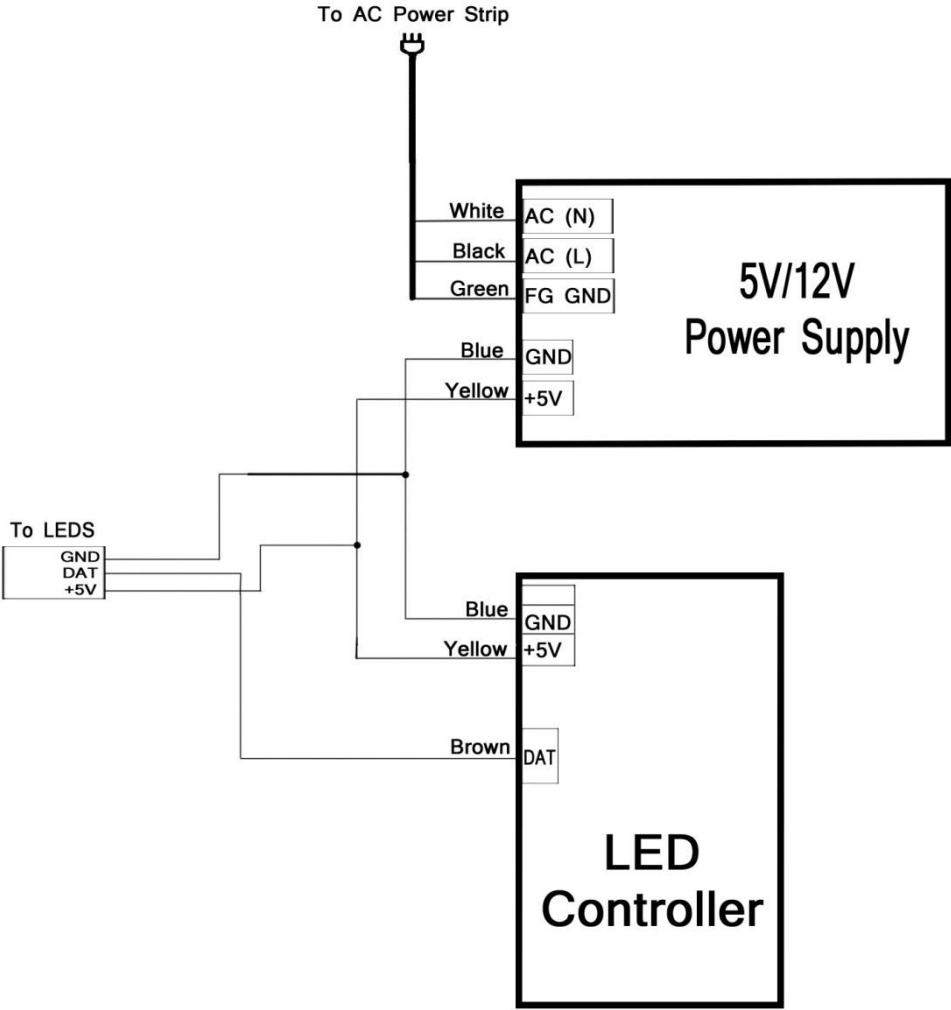 To AC Power Strip
White
AC (N)
Black
AC (L)
Green
FG GND
5V/12V
Power Supply
Blue
GND
Yellow
+5V
To LEDS
GND
DAT
+5V
Blue
GND
Yellow
+5V
Brown
DAT
LED
Controller